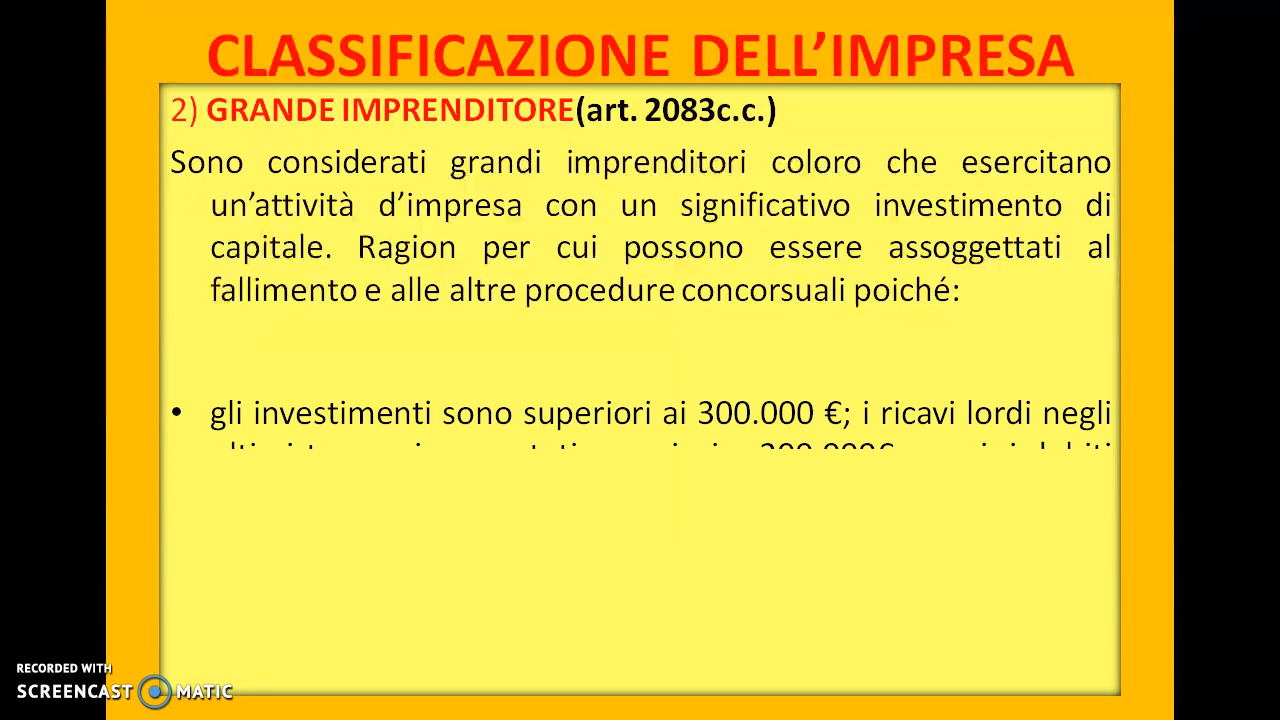 CLASSIFICAZIONE DELL’IMPRESA
2) GRANDE IMPRENDITORE(art. 2083c.c.)
Sono considerati grandi imprenditori coloro che esercitano
un’attività d’impresa con un significativo investimento di
capitale. Ragion per cui possono essere assoggettati al
fallimento e alle altre procedure concorsuali poiché:
• gli investimenti sono superiori ai 300.000 €; i ricavi lordi negli
RECORDED WITH
SCREENCAST MATIC